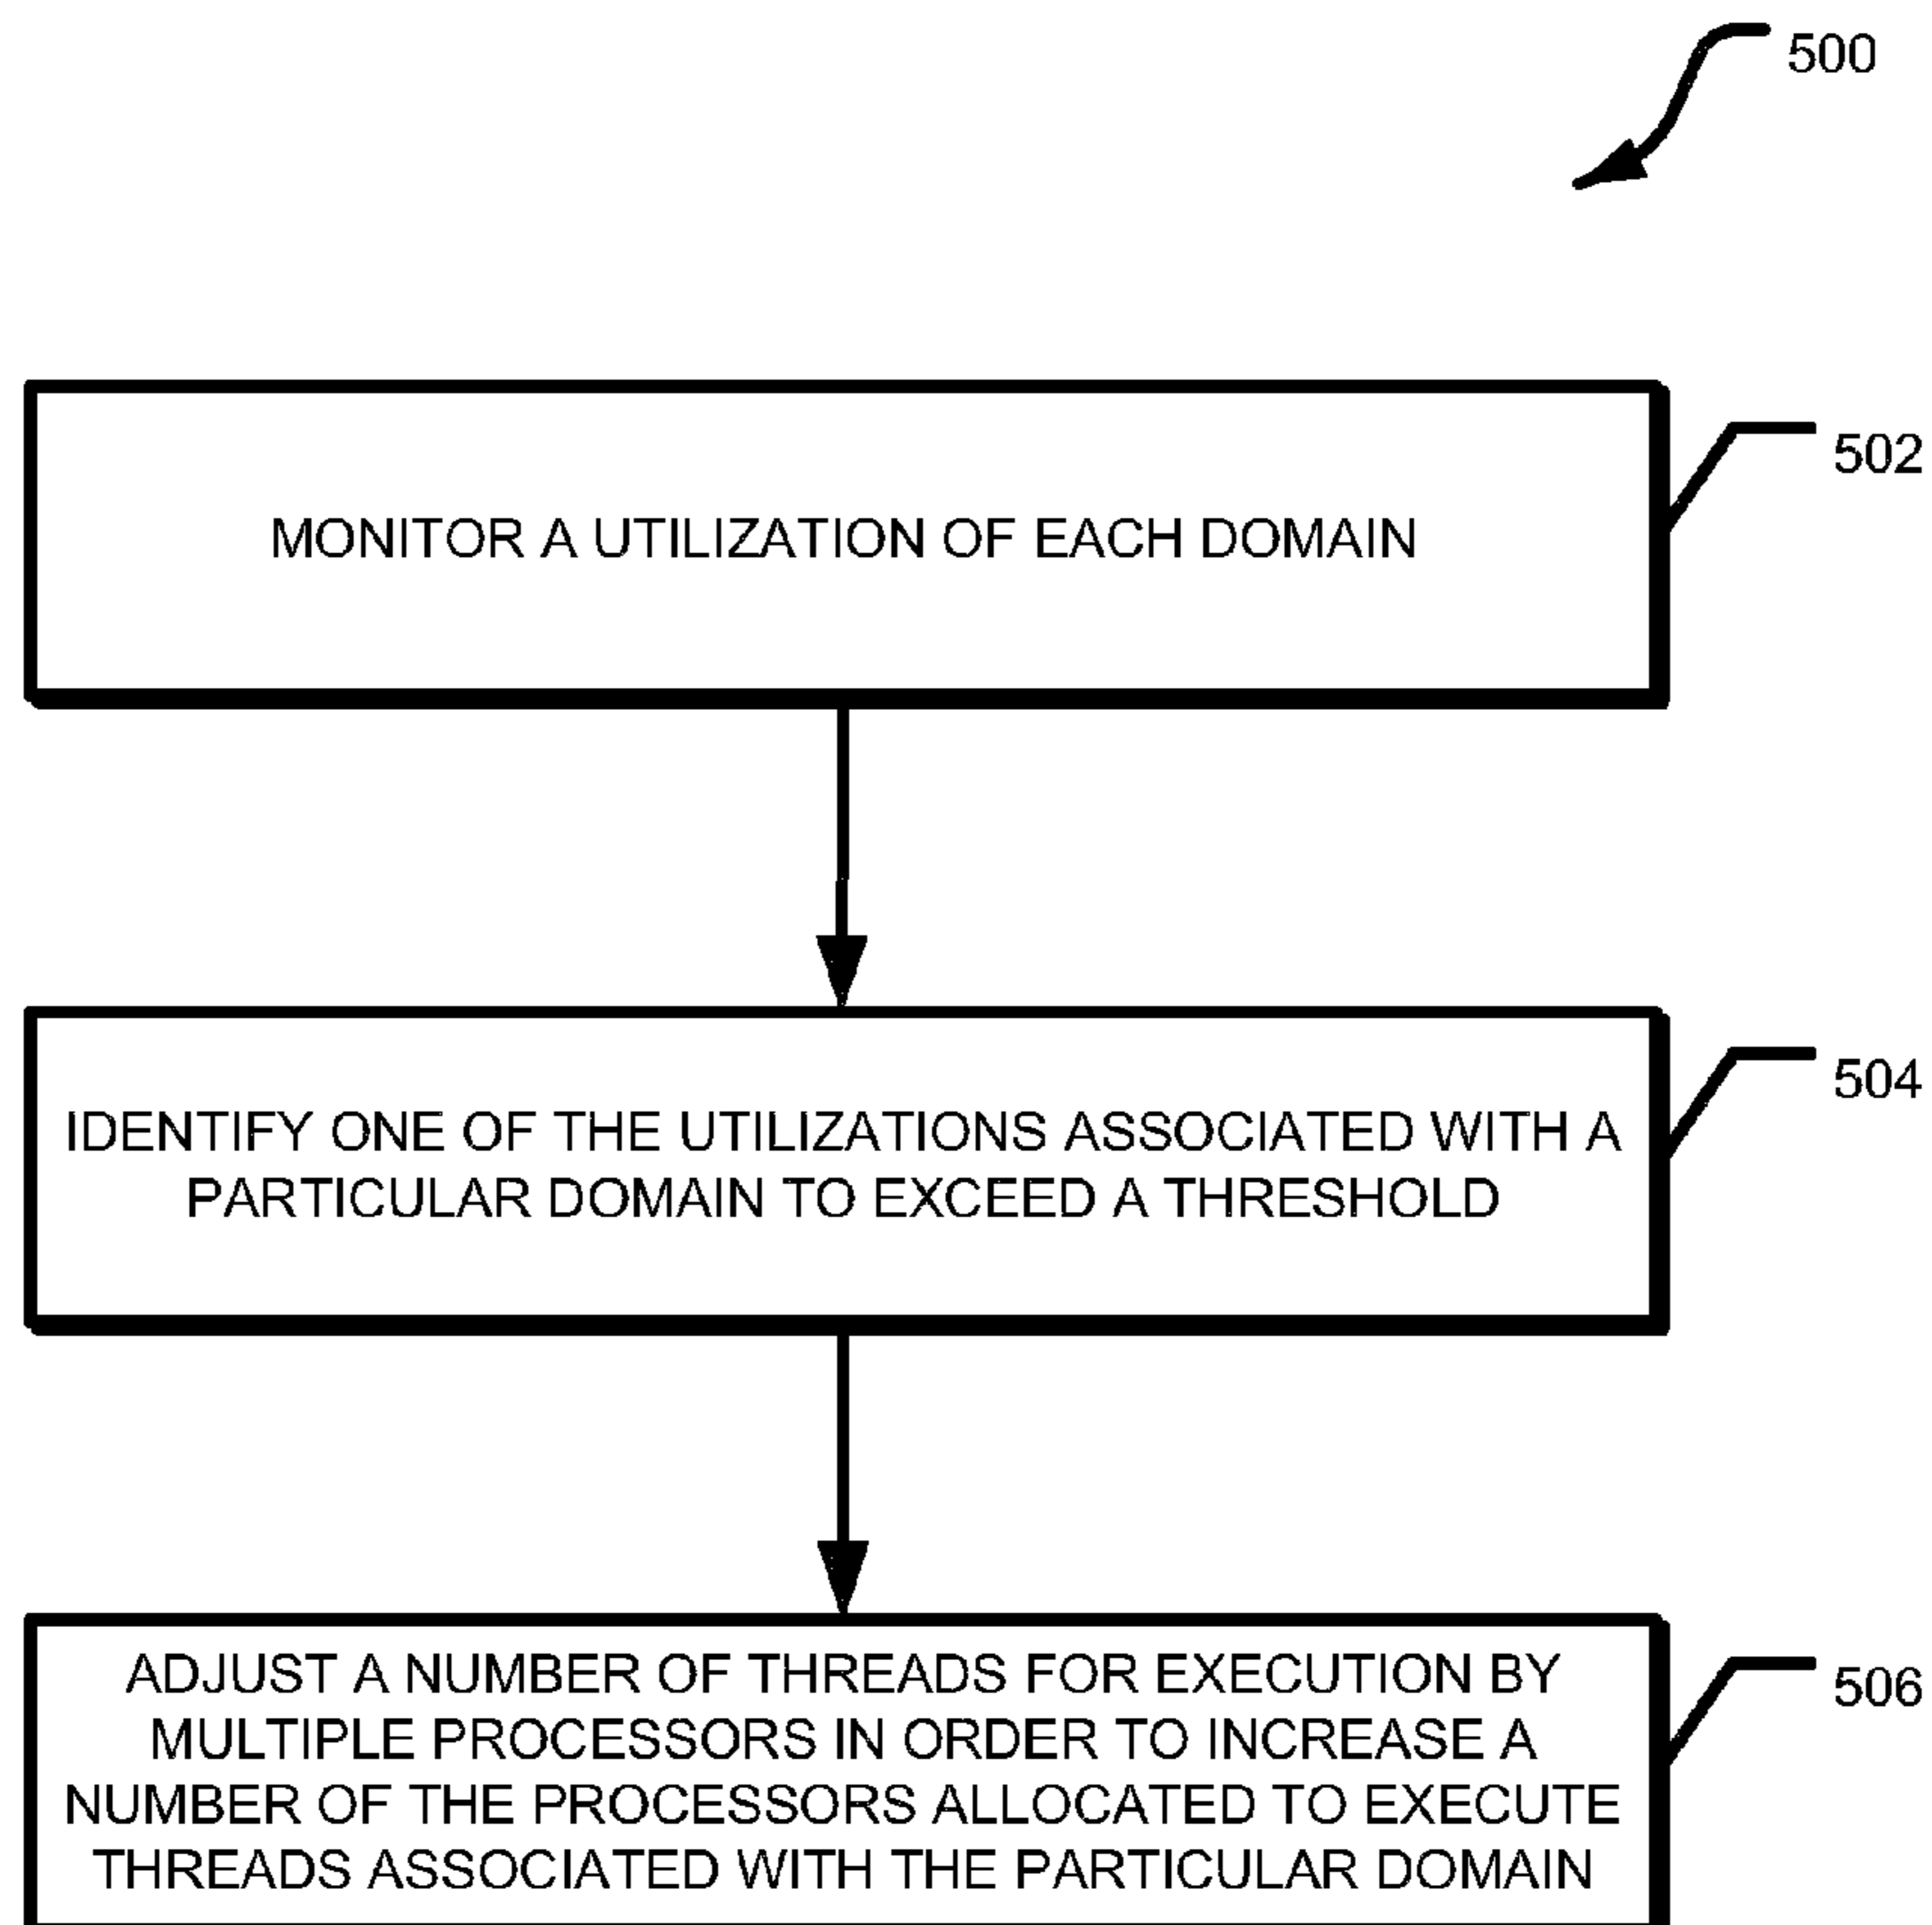 500
MONITOR A UTILIZATION OF EACH DOMAIN
502
IDENTIFY ONE OF THE UTILIZATIONS ASSOCIATED WITH A
PARTICULAR DOMAIN TO EXCEED A THRESHOLD
504
ADJUST A NUMBER OF THREADS FOR EXECUTION BY
MULTIPLE PROCESSORS IN ORDER TO INCREASE A
NUMBER OF THE PROCESSORS ALLOCATED TO EXECUTE
THREADS ASSOCIATED WITH THE PARTICULAR DOMAIN
506